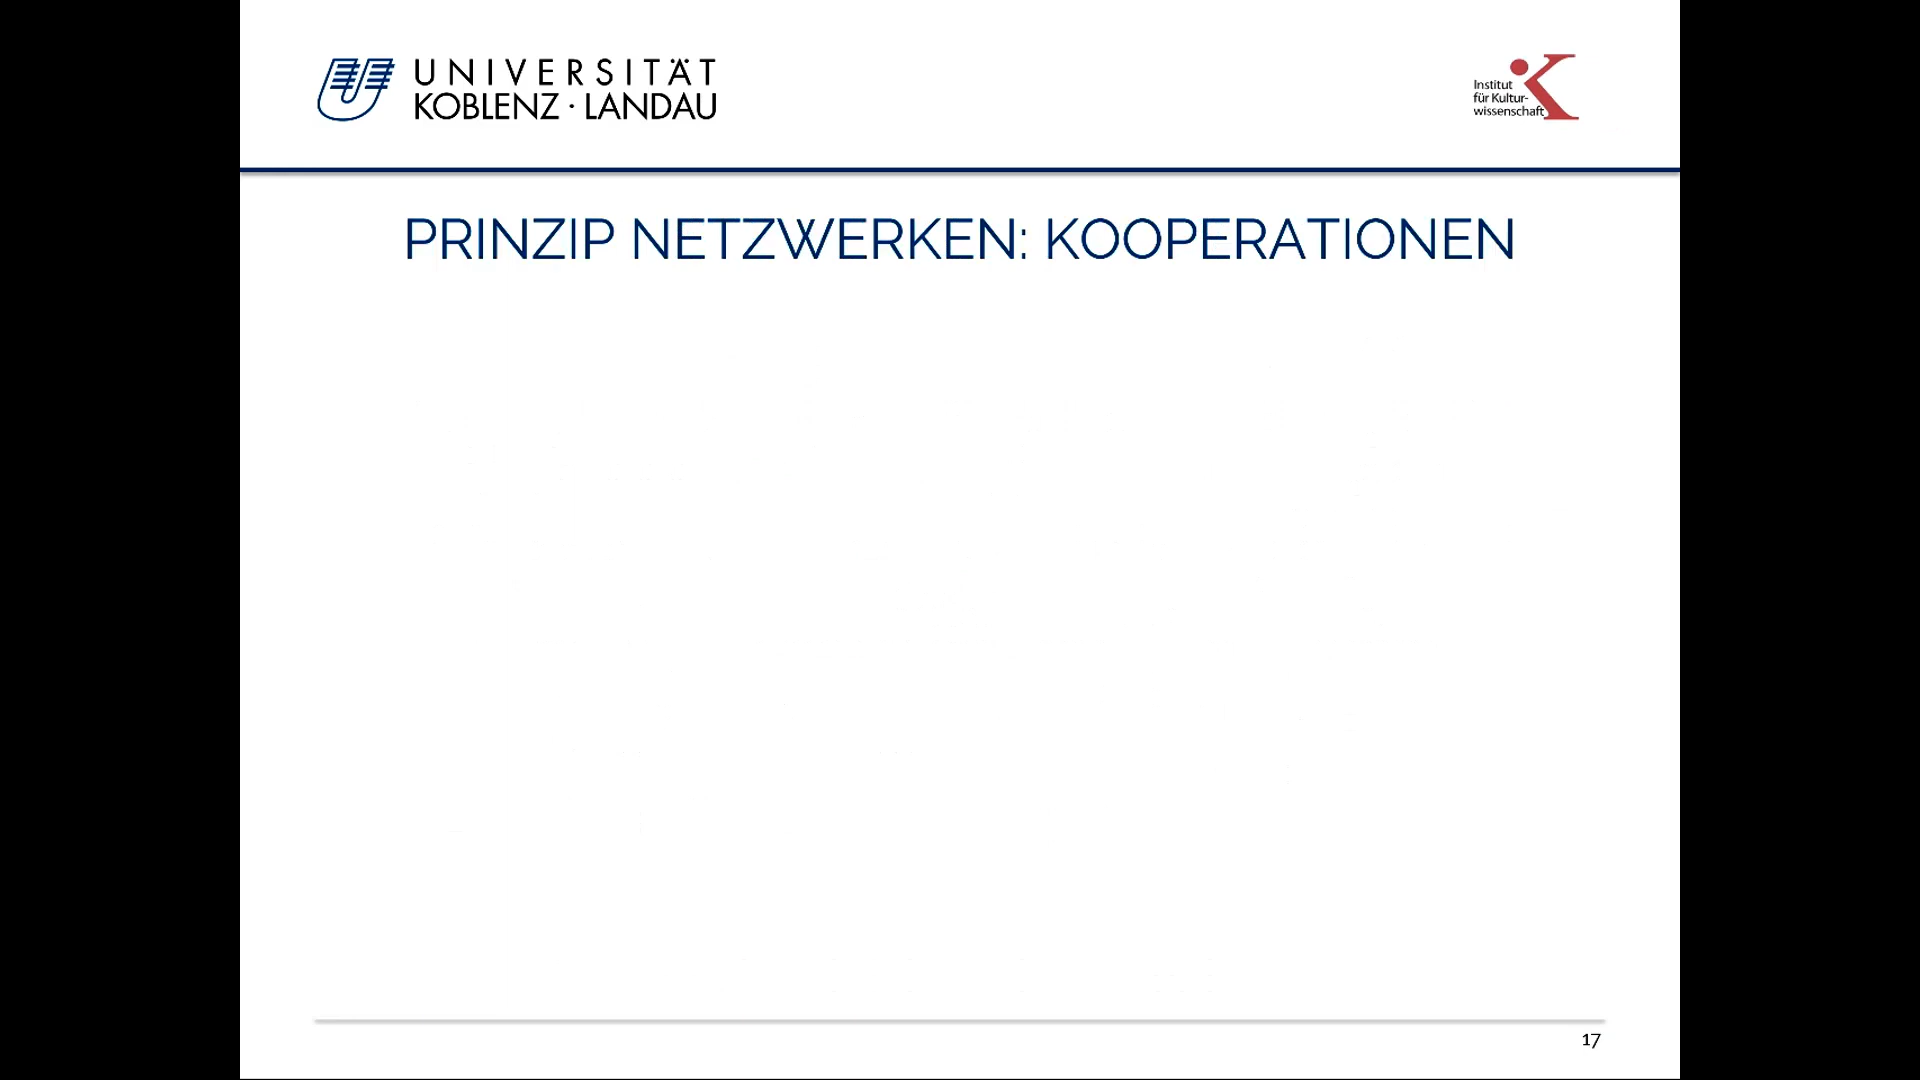 UNIVERSITÄT
KOBLENZ · LANDAU
Institut
für Kultur-
wissenschaft
PRINZIP NETZWERKEN: KOOPERATIONEN
17